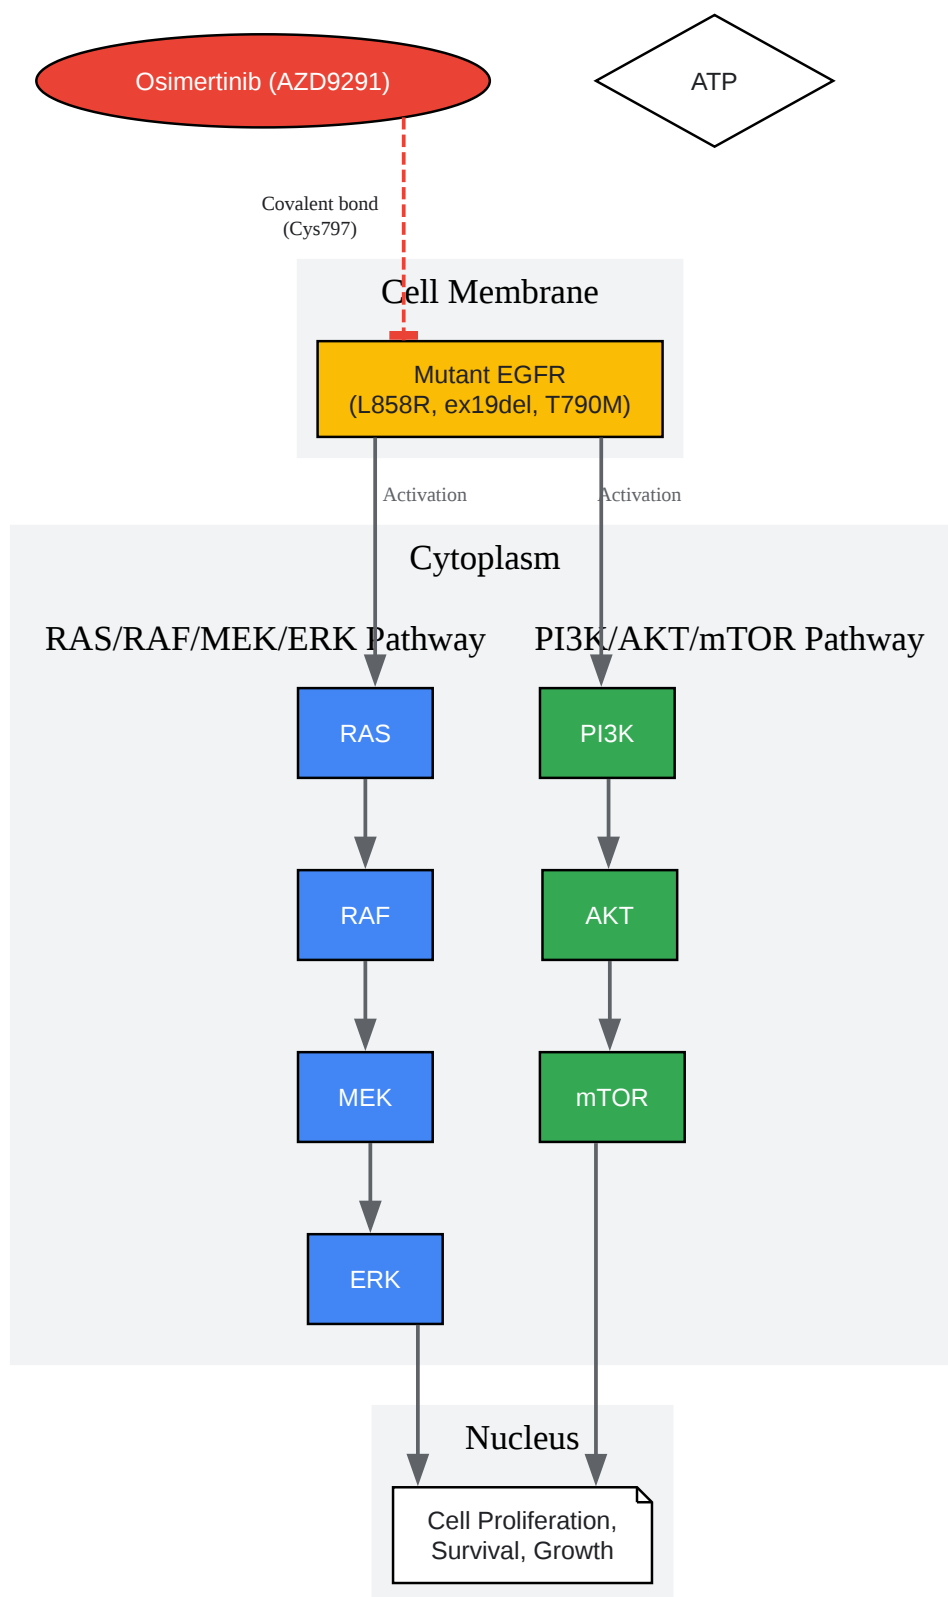 Osimertinib (AZD9291)
ATP
Covalent bond
(Cys797)
Cell Membrane
Mutant EGFR
(L858R, ex19del, T790M)
Activation
Activation
Cytoplasm
RAS/RAF/MEK/ERK Pathway
PI3K/AKT/mTOR Pathway
RAS
PI3K
RAF
AKT
MEK
mTOR
ERK
Nucleus
Cell Proliferation,
Survival, Growth